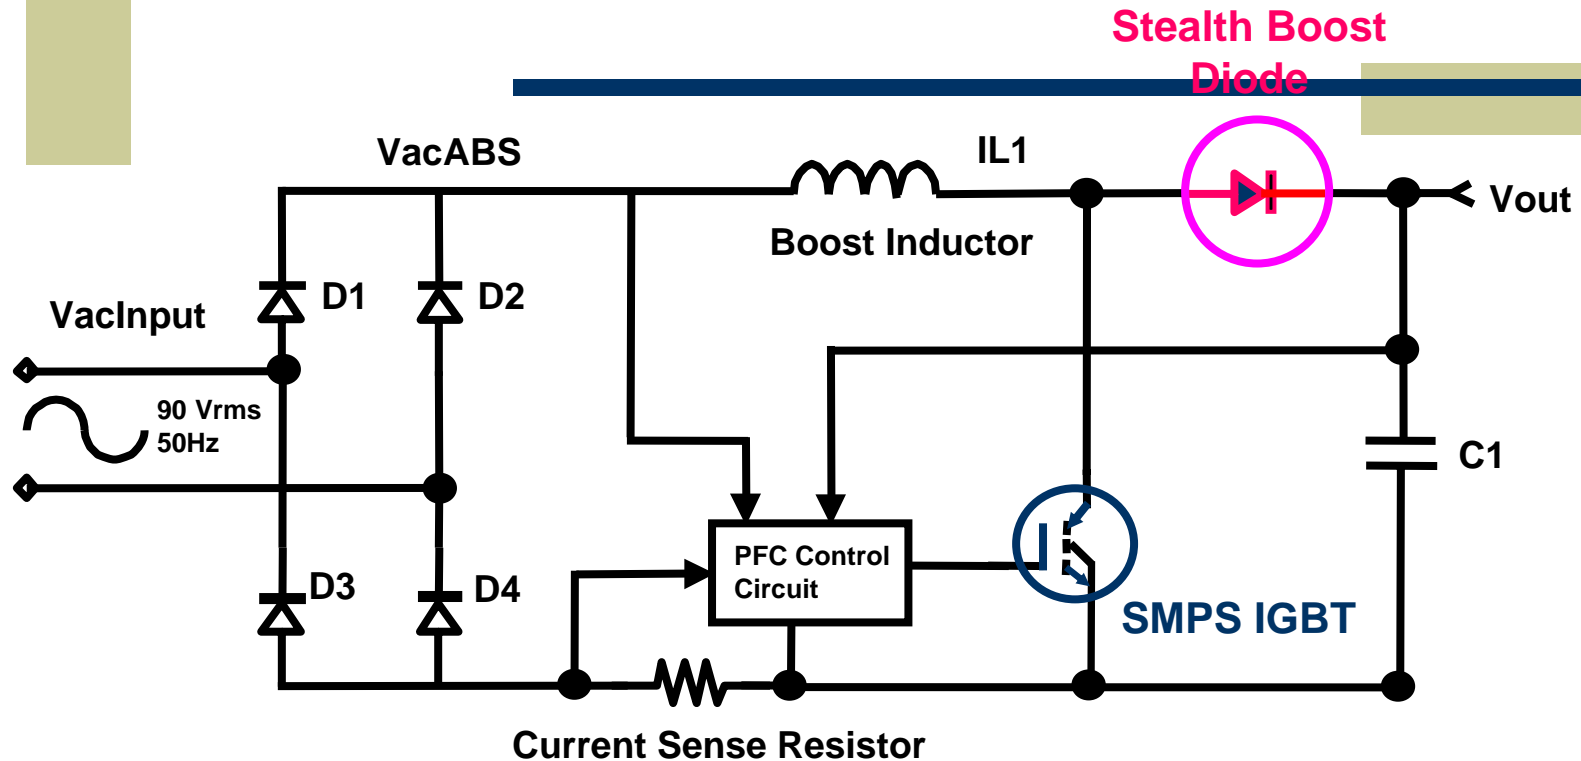 Stealth Boost
Diode
VacABS
IL1
Vout
Boost Inductor
D1
D2
VacInput
90 Vrms
50Hz
C1
PFC Control
Circuit
D3
D4
SMPS IGBT
Current Sense Resistor